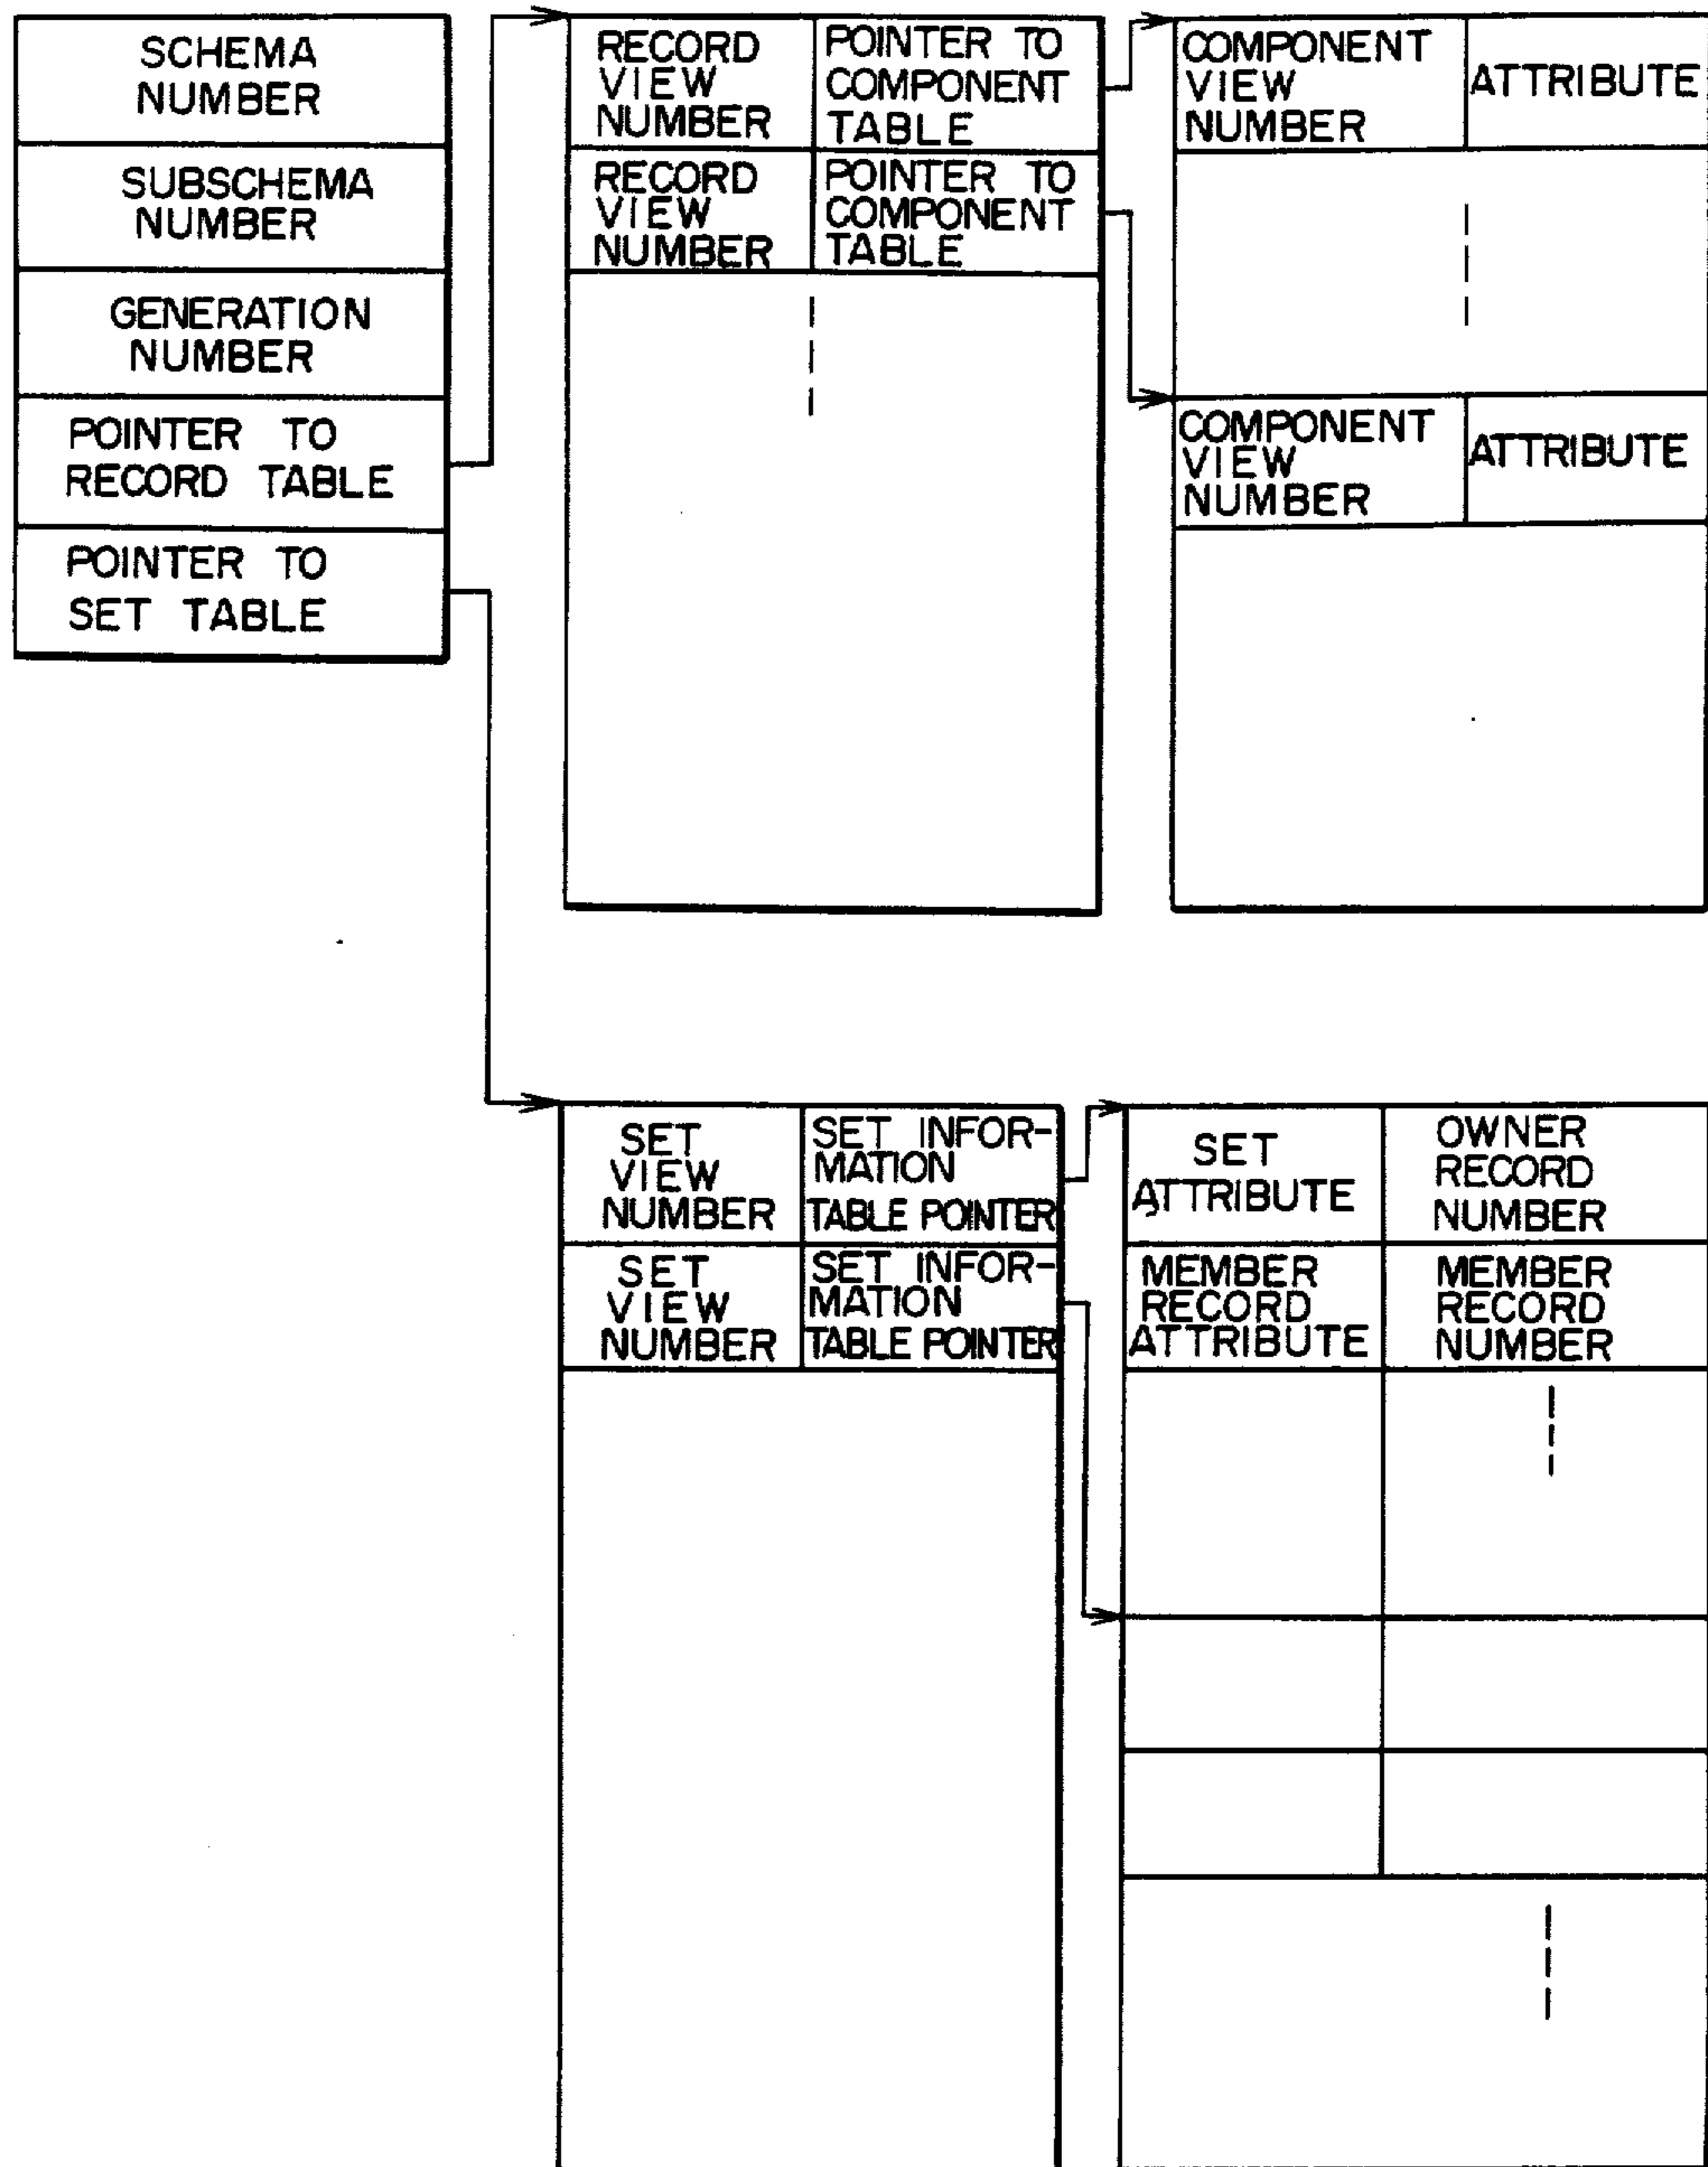 SCHEMA
NUMBER
SUBSCHEMA
NUMBER
GENERATION
NUMBER
POINTER TO
RECORD TABLE
POINTER TO
SET TABLE
RECORD
VIEW
NUMBER
POINTER TO
COMPONENT
TABLE
RECORD
VIEW
NUMBER
POINTER TO
COMPONENT
TABLE
COMPONENT
VIEW
NUMBER
ATTRIBUTE
COMPONENT
VIEW
NUMBER
ATTRIBUTE
SET
VIEW
NUMBER
SET INFOR-
MATION
TABLE POINTER
SET
VIEW
NUMBER
SET INFOR-
MATION
TABLE POINTER
SET
ATTRIBUTE
OWNER
RECORD
NUMBER
MEMBER
RECORD
ATTRIBUTE
MEMBER
RECORD
NUMBER